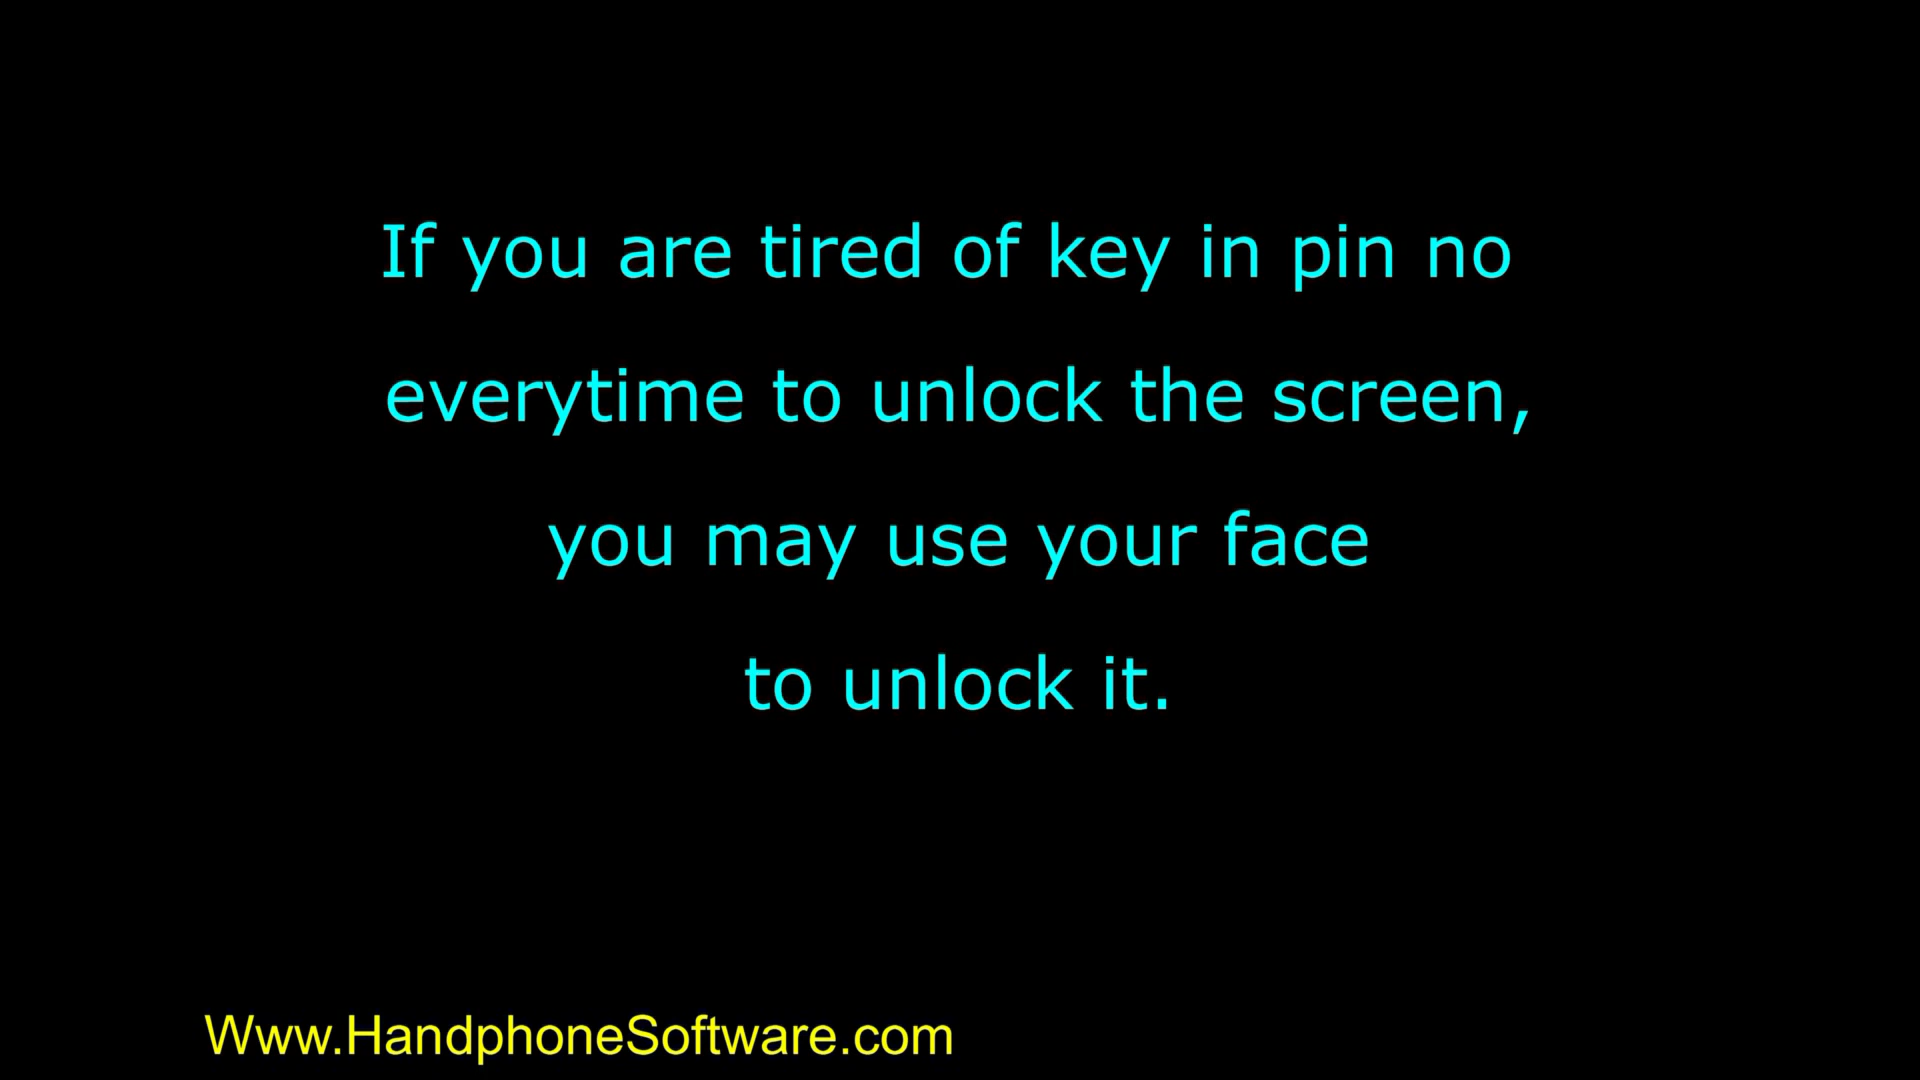 If you are tired of key in pin no
everytime to unlock the screen,
you may use your face
to unlock it.
Www.HandphoneSoftware.com